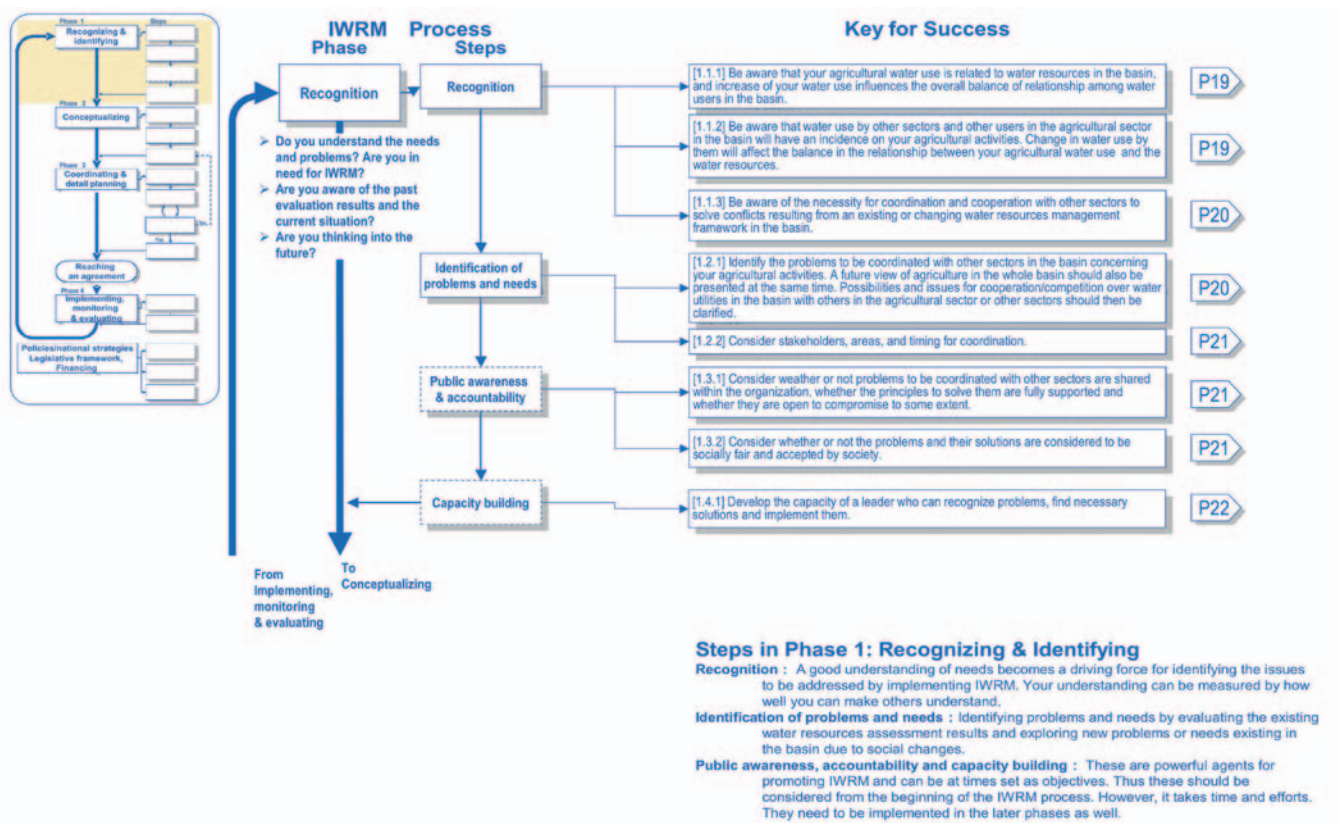 Phase 1
Steps
Recognizing &
identifying
Phase 2
Conceptualizing
Phase 3
Coordinating &
detail planning
Reaching
an agreement
Phase 4
Implementing,
monitoring
& evaluating
Policies/national strategies
Legislative framework,
Financing
IWRM Process
Phase Steps
Key for Success
Recognition
Recognition
➢ Do you understand the needs
and problems? Are you in
need for IWRM?
➢ Are you aware of the past
evaluation results and the
current situation?
➢ Are you thinking into the
future?
[1.1.1] Be aware that your agricultural water use is related to water resources in the basin,
and increase of your water use influences the overall balance of relationship among water
users in the basin.
P19
[1.1.2] Be aware that water use by other sectors and other users in the agricultural sector
in the basin will have an incidence on your agricultural activities. Change in water use by
them will affect the balance in the relationship between your agricultural water use and the
water resources.
P19
[1.1.3] Be aware of the necessity for coordination and cooperation with other sectors to
solve conflicts resulting from an existing or changing water resources management
framework in the basin.
P20
Identification of
problems and needs
[1.2.1] Identify the problems to be coordinated with other sectors in the basin concerning
your agricultural activities. A future view of agriculture in the whole basin should also be
presented at the same time. Possibilities and issues for cooperation/competition over water
utilities in the basin with others in the agricultural sector or other sectors should then be
clarified.
P20
[1.2.2] Consider stakeholders, areas, and timing for coordination.
P21
Public awareness
& accountability
[1.3.1] Consider weather or not problems to be coordinated with other sectors are shared
within the organization, whether the principles to solve them are fully supported and
whether they are open to compromise to some extent.
P21
[1.3.2] Consider whether or not the problems and their solutions are considered to be
socially fair and accepted by society.
P21
Capacity building
[1.4.1] Develop the capacity of a leader who can recognize problems, find necessary
solutions and implement them.
P22
From
Implementing,
monitoring
& evaluating
To
Conceptualizing
Steps in Phase 1: Recognizing & Identifying
Recognition : A good understanding of needs becomes a driving force for identifying the issues
to be addressed by implementing IWRM. Your understanding can be measured by how
well you can make others understand.
Identification of problems and needs : Identifying problems and needs by evaluating the existing
water resources assessment results and exploring new problems or needs existing in
the basin due to social changes.
Public awareness, accountability and capacity building : These are powerful agents for
promoting IWRM and can be at times set as objectives. Thus these should be
considered from the beginning of the IWRM process. However, it takes time and efforts.
They need to be implemented in the later phases as well.